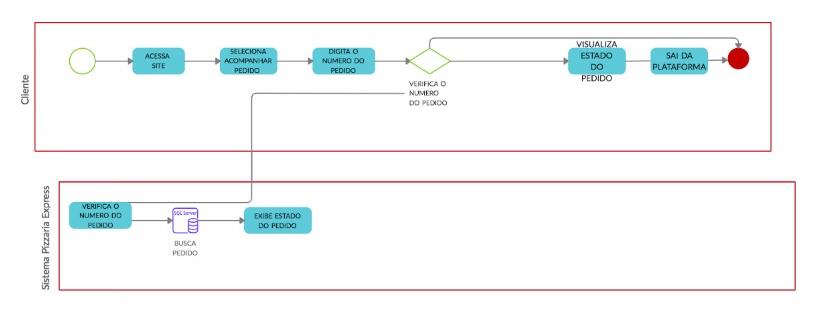 Cliente
ACESSA
SITE
SELECIONA
ACOMPANHAR
PEDIDO
DIGITA O
NUMERO DO
PEDIDO
VERIFICA O
NUMERO
DO PEDIDO
VISUALIZA
ESTADO
DO
PEDIDO
SAI DA
PLATAFORMA
Sistema Pizzaria Express
VERIFICA O
NUMERO DO
PEDIDO
SQL Server
BUSCA
PEDIDO
EXIBE ESTADO
DO PEDIDO